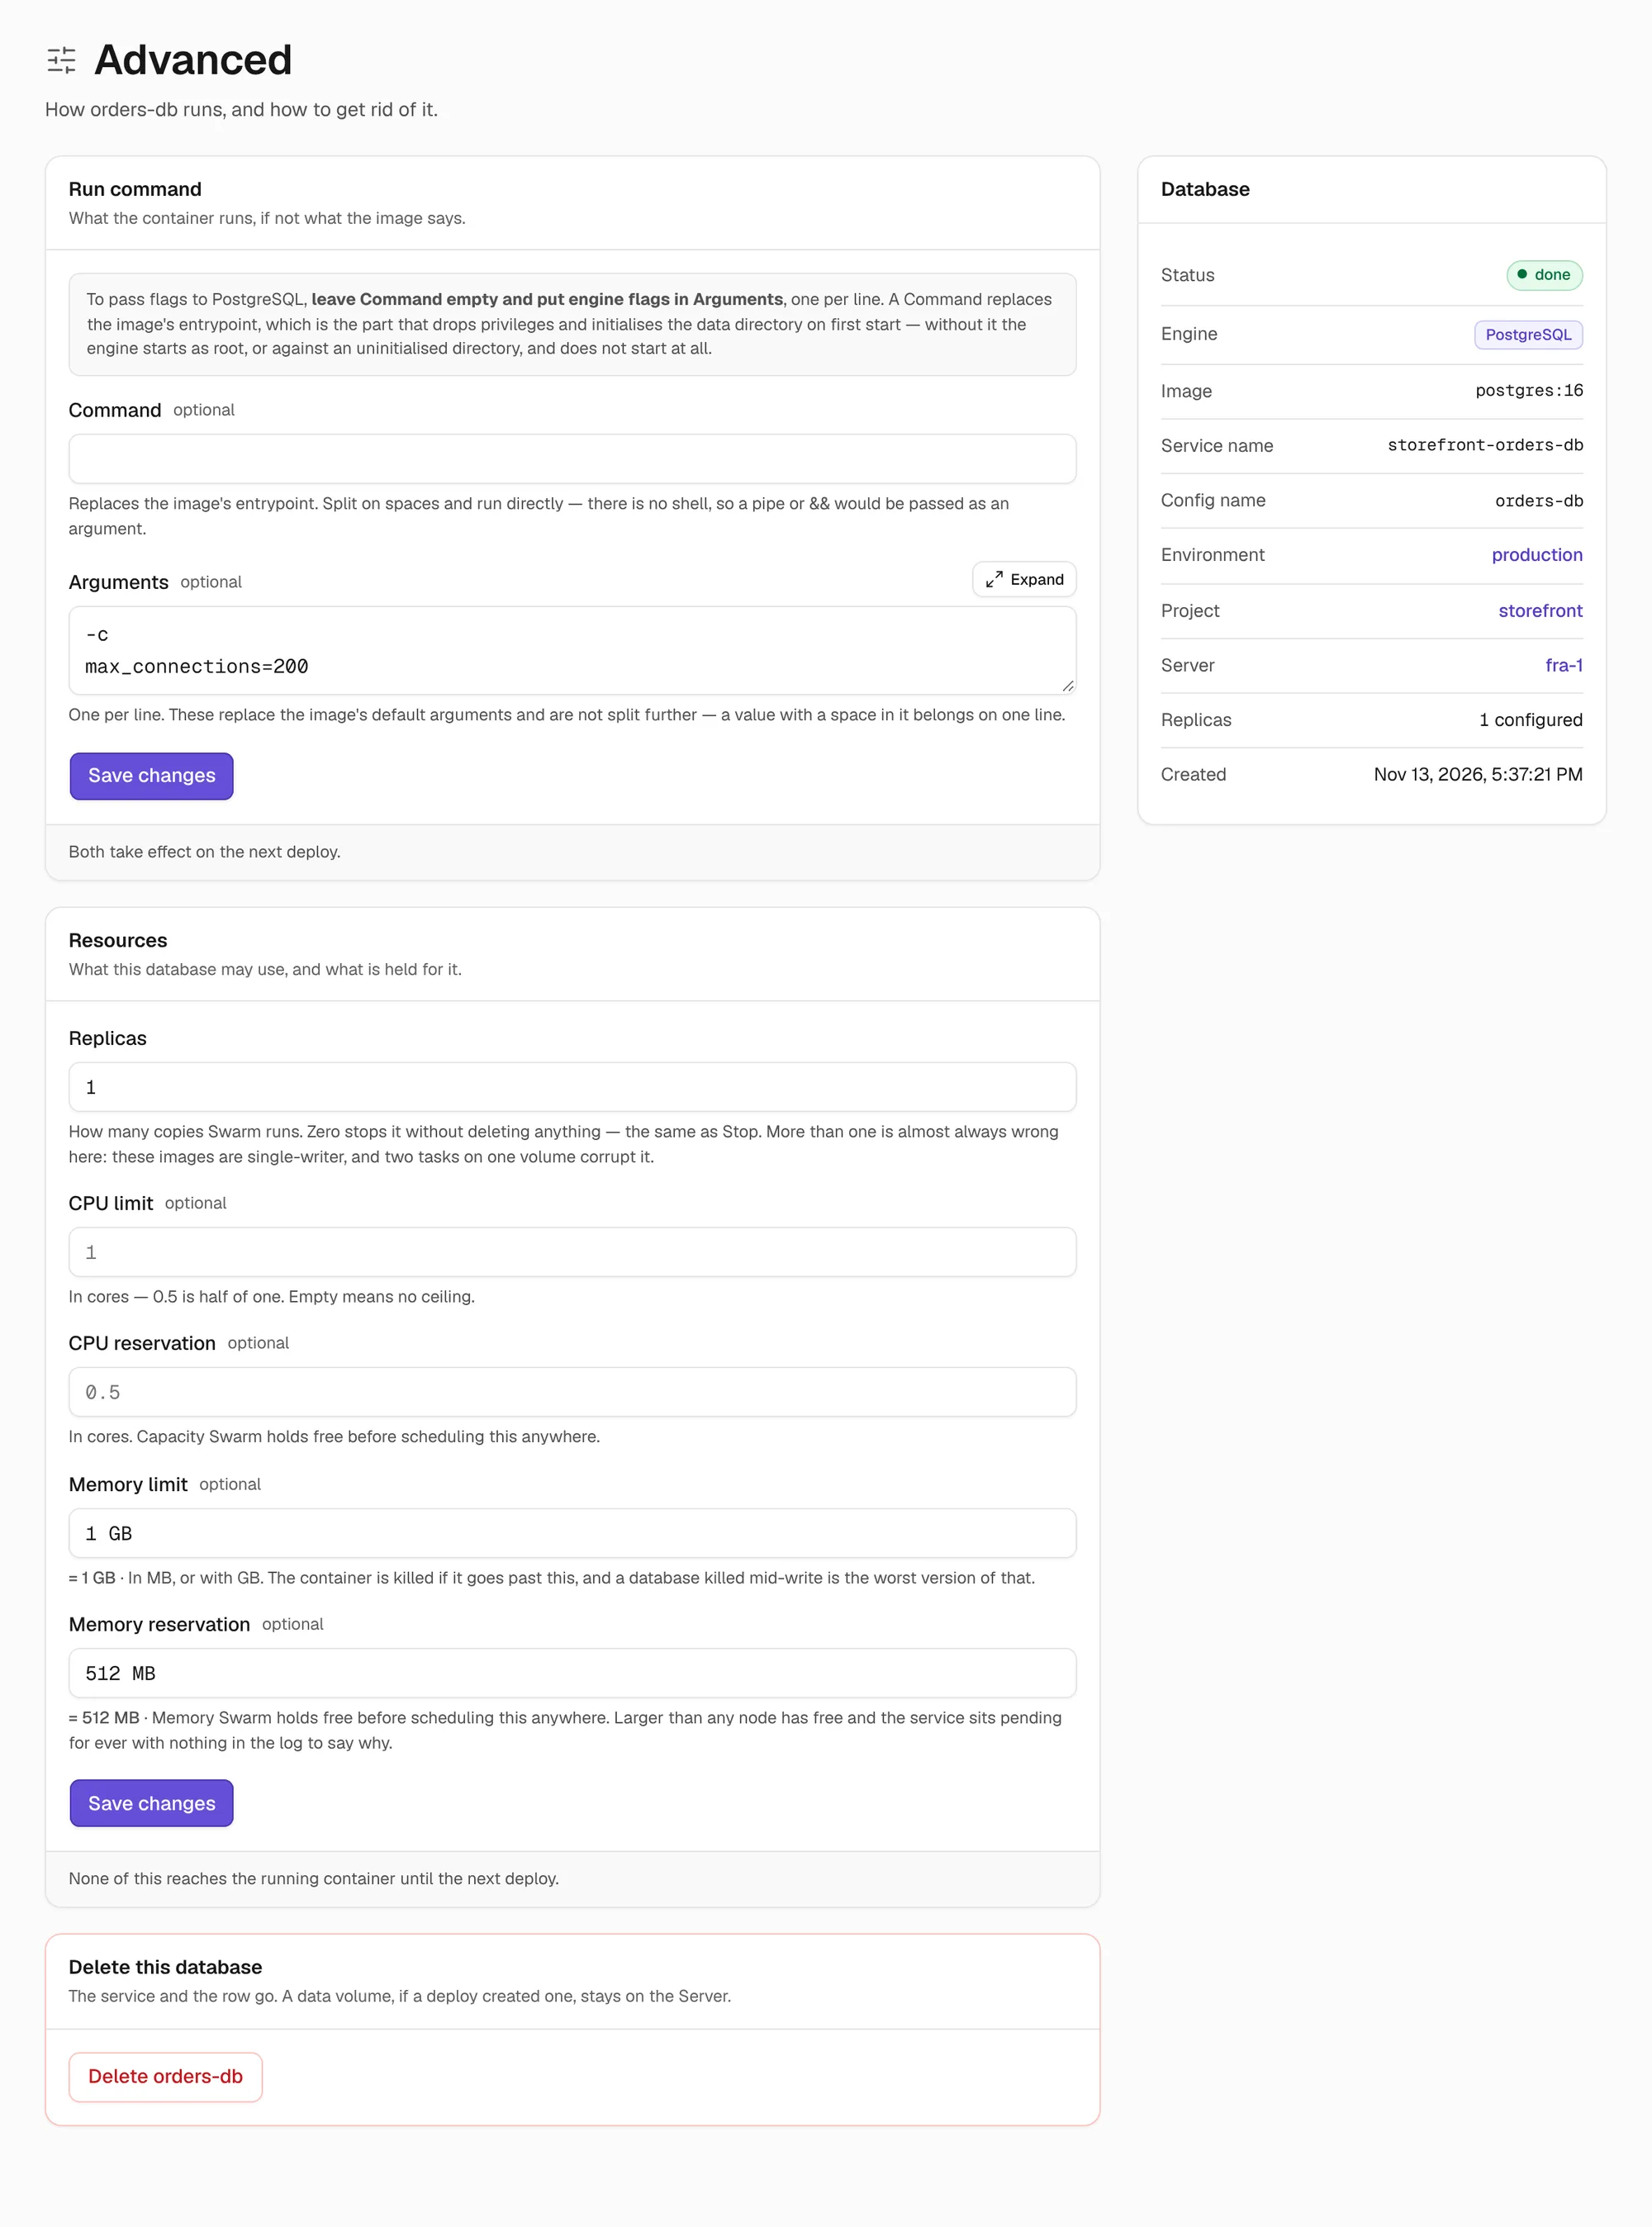 Advanced
How orders-db runs, and how to get rid of it.
Run command
What the container runs, if not what the image says.
To pass flags to PostgreSQL, leave Command empty and put engine flags in Arguments, one per line. A Command replaces
the image's entrypoint, which is the part that drops privileges and initialises the data directory on first start — without it the
engine starts as root, or against an uninitialised directory, and does not start at all.
Command optional
Replaces the image's entrypoint. Split on spaces and run directly — there is no shell, so a pipe or && would be passed as an
argument.
Arguments optional
Expand
-c
max_connections=200
One per line. These replace the image's default arguments and are not split further — a value with a space in it belongs on one line.
Save changes
Both take effect on the next deploy.
Resources
What this database may use, and what is held for it.
Replicas
1
How many copies Swarm runs. Zero stops it without deleting anything — the same as Stop. More than one is almost always wrong
here: these images are single-writer, and two tasks on one volume corrupt it.
CPU limit optional
1
In cores — 0.5 is half of one. Empty means no ceiling.
CPU reservation optional
0.5
In cores. Capacity Swarm holds free before scheduling this anywhere.
Memory limit optional
1 GB
= 1 GB · In MB, or with GB. The container is killed if it goes past this, and a database killed mid-write is the worst version of that.
Memory reservation optional
512 MB
= 512 MB · Memory Swarm holds free before scheduling this anywhere. Larger than any node has free and the service sits pending
for ever with nothing in the log to say why.
Save changes
None of this reaches the running container until the next deploy.
Delete this database
The service and the row go. A data volume, if a deploy created one, stays on the Server.
Delete orders-db
Database
Status done
Engine PostgreSQL
Image postgres:16
Service name storefront-orders-db
Config name orders-db
Environment production
Project storefront
Server fra-1
Replicas 1 configured
Created Nov 13, 2026, 5:37:21 PM